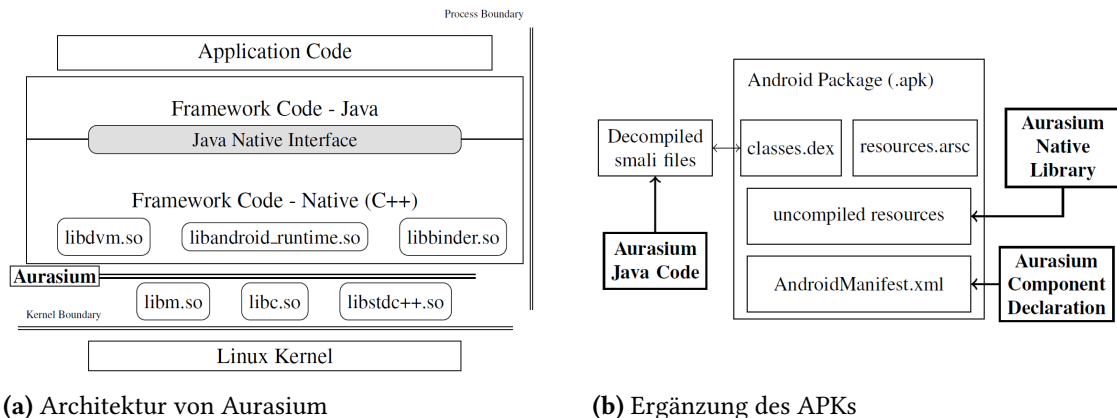 Process Boundary
Application Code
Framework Code - Java
Java Native Interface
Framework Code - Native (C++)
libdvm.so
libandroid_runtime.so
libbinder.so
Aurasium
libm.so
libc.so
libstdc++.so
Kernel Boundary
Linux Kernel
(a) Architektur von Aurasium
Android Package (.apk)
Decompiled
smali files
classes.dex
resources.arsc
Aurasium
Native
Library
uncompiled resources
Aurasium
Java Code
AndroidManifest.xml
Aurasium
Component
Declaration
(b) Ergänzung des APKs